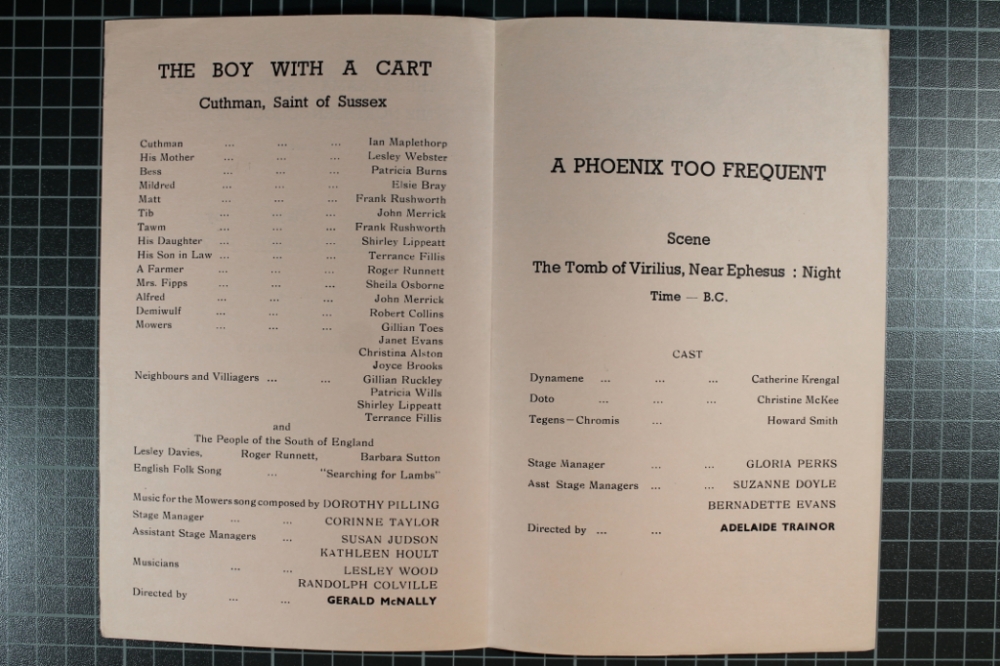 THE BOY WITH A CART
Cuthman, Saint of Sussex
Cuthman ... ... ... Ian Maplethorp
His Mother ... ... ... Lesley Webster
Bess ... ... ... Patricia Burns
Mildred ... ... ... Elsie Bray
Matt ... ... ... Frank Rushworth
Tib ... ... ... John Merrick
Tawm ... ... ... Frank Rushworth
His Daughter ... ... ... Shirley Lippeatt
His Son in Law ... ... ... Terrance Fillis
A Farmer ... ... ... Roger Runnett
Mrs. Fipps ... ... ... Sheila Osborne
Alfred ... ... ... John Merrick
Demiwulf ... ... ... Robert Collins
Mowers ... ... ... Gillian Toes
Janet Evans
Christina Alston
Joyce Brooks
Neighbours and Villiagers ... ... Gillian Ruckley
Patricia Wills
Shirley Lippeatt
Terrance Fillis
and
The People of the South of England
Lesley Davies, Roger Runnett, Barbara Sutton
English Folk Song ... "Searching for Lambs"
Music for the Mowers song composed by DOROTHY PILLING
Stage Manager ... ... CORINNE TAYLOR
Assistant Stage Managers ... SUSAN JUDSON
KATHLEEN HOULT
Musicians ... ... LESLEY WOOD
RANDOLPH COLVILLE
Directed by ... ... GERALD McNALLY
A PHOENIX TOO FREQUENT
Scene
The Tomb of Virilius, Near Ephesus : Night
Time — B.C.
CAST
Dynamene ... ... ... Catherine Krengal
Doto ... ... ... Christine McKee
Tegens—Chromis ... Howard Smith
Stage Manager ... ... GLORIA PERKS
Asst Stage Managers ... ... SUZANNE DOYLE
BERNADETTE EVANS
Directed by ... ... ADELAIDE TRAINOR